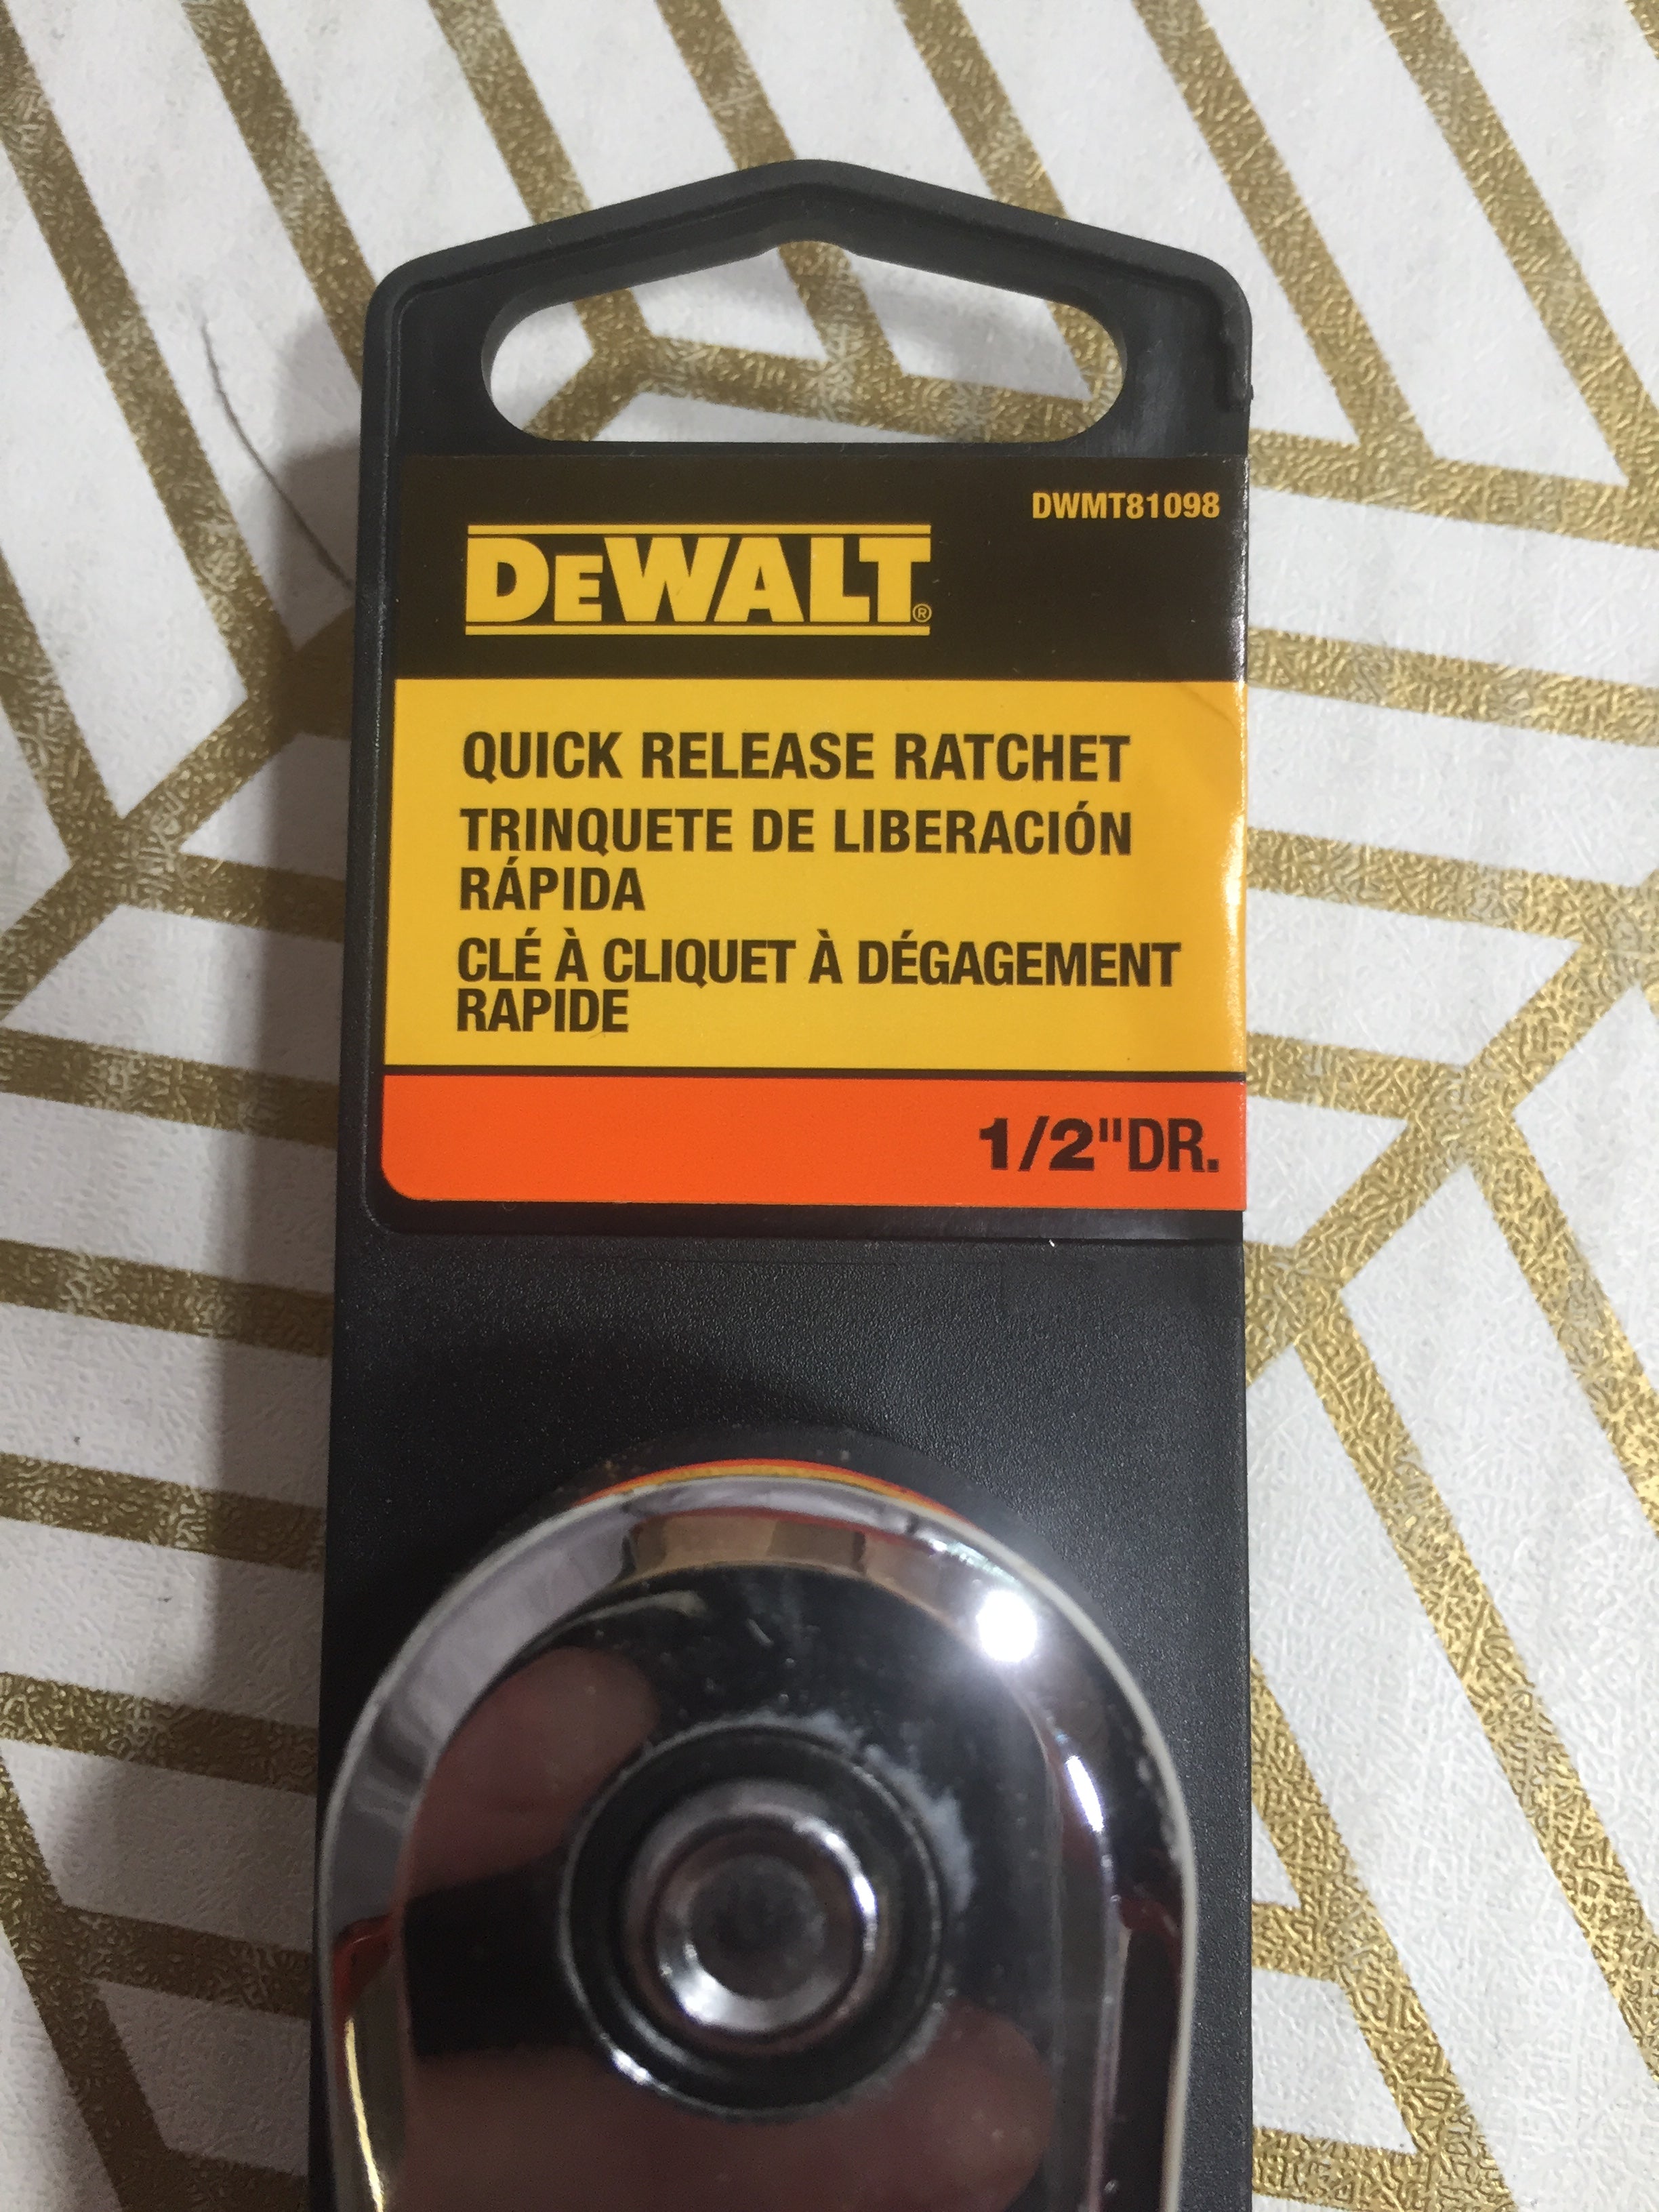 DWMT81098
DEWALT®
QUICK RELEASE RATCHET
TRINQUETE DE LIBERACIÓN
RÁPIDA
CLÉ À CLIQUET À DÉGAGEMENT
RAPIDE
1/2"DR.